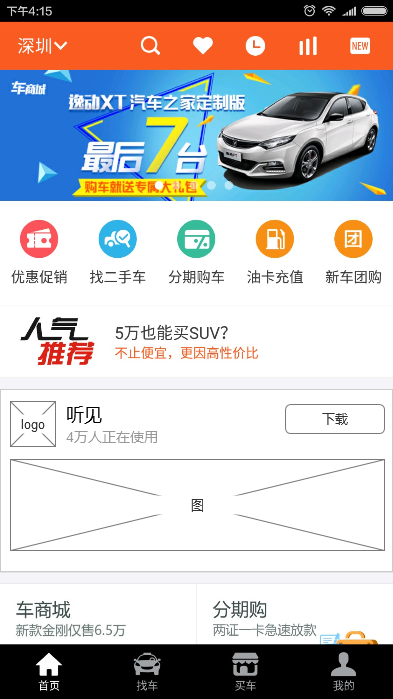 下午4:15
深圳
NEW
车商城
逸动XT 汽车之家定制版
最后7台
购车就送专属大礼包
优惠促销
找二手车
分期购车
油卡充值
团
新车团购
人气
推荐
5万也能买SUV?
不止便宜，更因高性价比
logo
听见
4万人正在使用
下载
图
车商城
新款金刚仅售6.5万
分期购
两证一卡急速放款
首页
找车
买车
我的